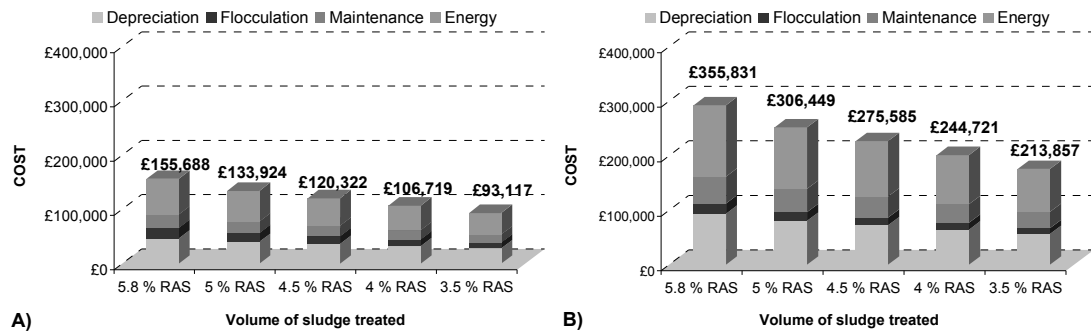 Depreciation Flocculation Maintenance Energy
£400,000
£300,000
£200,000
£100,000
£0
COST
£155,688
£133,924
£120,322
£106,719
£93,117
5.8 % RAS 5 % RAS 4.5 % RAS 4 % RAS 3.5 % RAS
Volume of sludge treated
A)
Depreciation Flocculation Maintenance Energy
£400,000
£300,000
£200,000
£100,000
£0
COST
£355,831
£306,449
£275,585
£244,721
£213,857
5.8 % RAS 5 % RAS 4.5 % RAS 4 % RAS 3.5 % RAS
Volume of sludge treated
B)